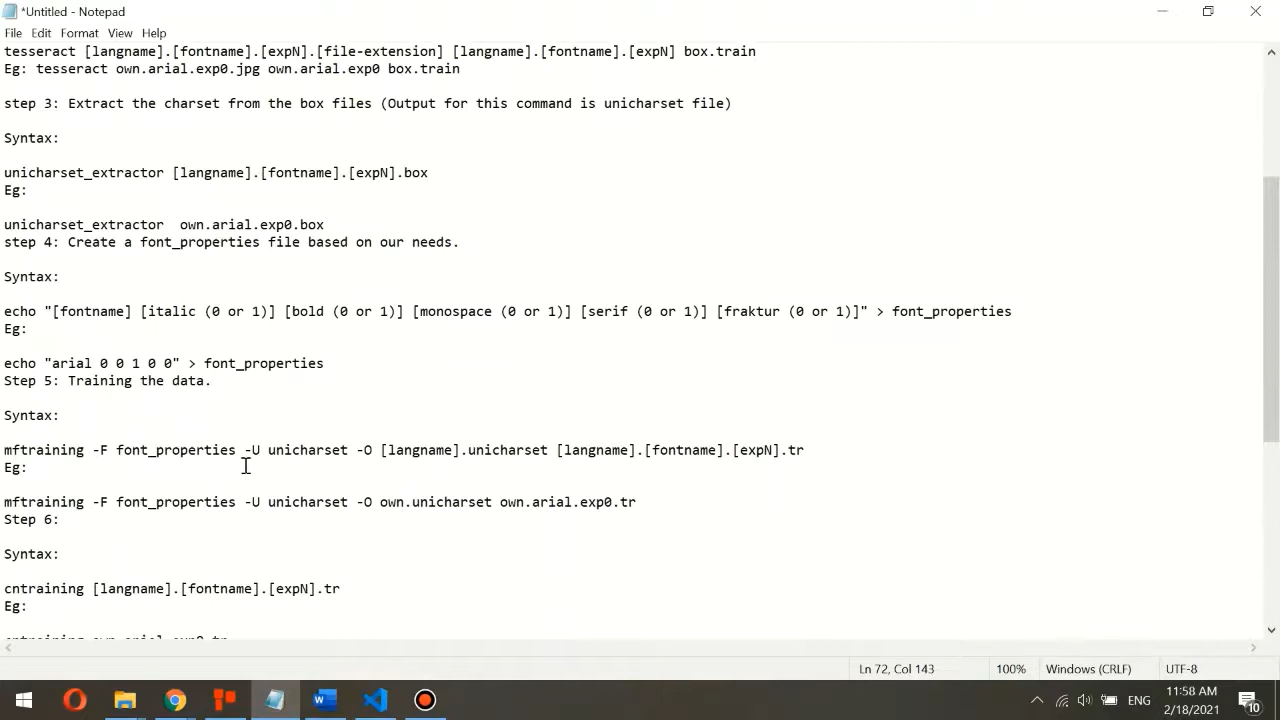 *Untitled - Notepad
File Edit Format View Help
tesseract [langname].[fontname].[expN].[file-extension] [langname].[fontname].[expN] box.train
Eg: tesseract own.arial.exp0.jpg own.arial.exp0 box.train
step 3: Extract the charset from the box files (Output for this command is unicharset file)
Syntax:
unicharset_extractor [langname].[fontname].[expN].box
Eg:
unicharset_extractor  own.arial.exp0.box
step 4: Create a font_properties file based on our needs.
Syntax:
echo "[fontname] [italic (0 or 1)] [bold (0 or 1)] [monospace (0 or 1)] [serif (0 or 1)] [fraktur (0 or 1)]" > font_properties
Eg:
echo "arial 0 0 1 0 0" > font_properties
Step 5: Training the data.
Syntax:
mftraining -F font_properties -U unicharset -O [langname].unicharset [langname].[fontname].[expN].tr
Eg:
mftraining -F font_properties -U unicharset -O own.unicharset own.arial.exp0.tr
Step 6:
Syntax:
cntraining [langname].[fontname].[expN].tr
Eg:
cntraining own.arial.exp0.tr
Ln 72, Col 143 100% Windows (CRLF) UTF-8
ENG 11:58 AM
2/18/2021 10